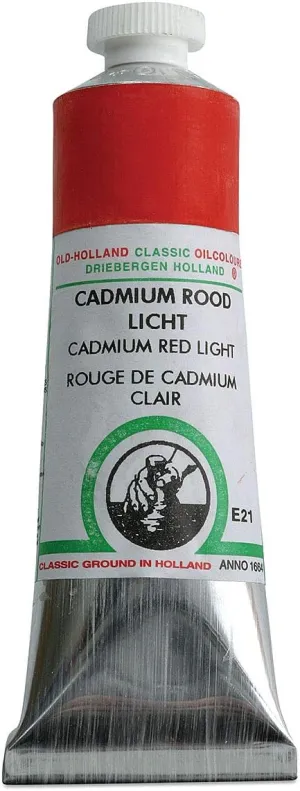 OLD-HOLLAND CLASSIC OILCOLOURS
DRIEBERGEN HOLLAND
CADMIUM ROOD
LICHT
CADMIUM RED LIGHT
ROUGE DE CADMIUM
CLAIR
E21
CLASSIC GROUND IN HOLLAND ANNO 1664